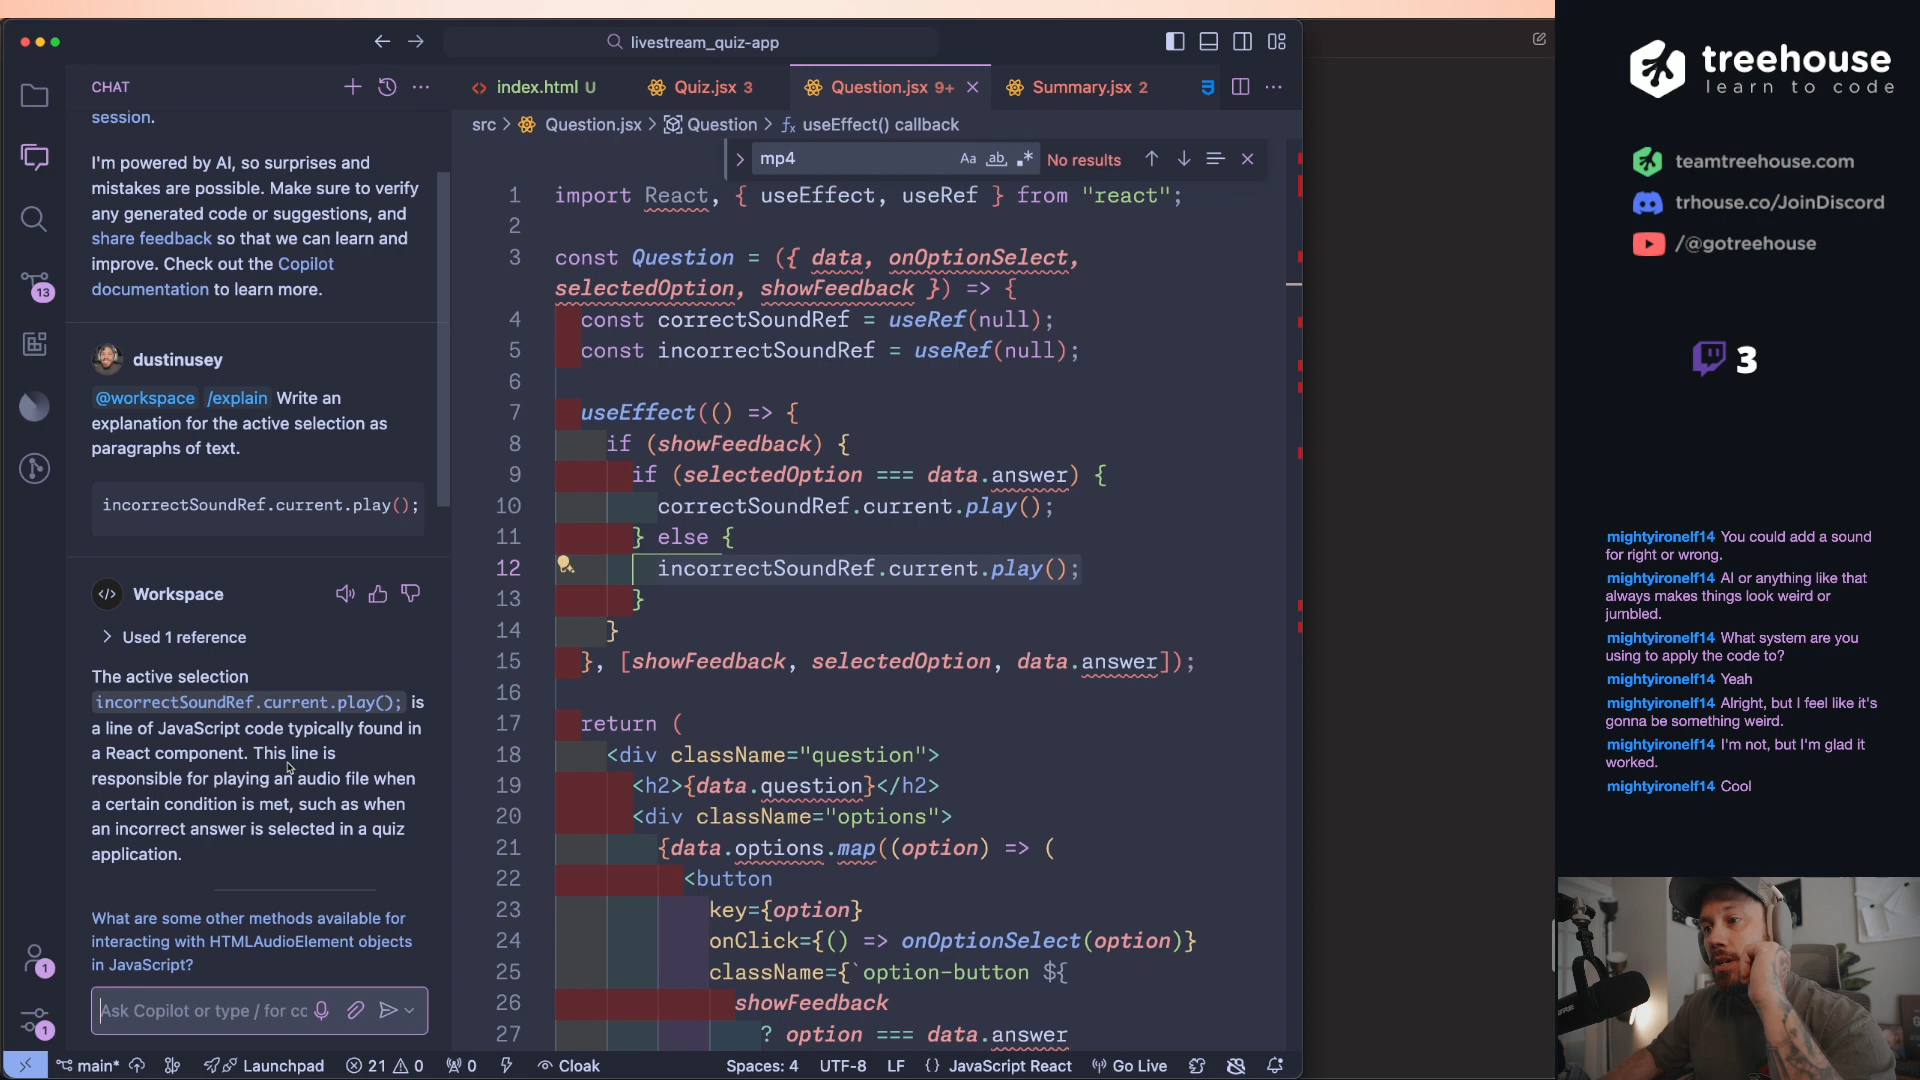 livestream_quiz-app
CHAT
index.html U
Quiz.jsx 3
Question.jsx 9+
Summary.jsx 2
src > Question.jsx > Question > useEffect() callback
mp4
Aa
ab
No results
session.
I'm powered by AI, so surprises and
mistakes are possible. Make sure to verify
any generated code or suggestions, and
share feedback so that we can learn and
improve. Check out the Copilot
documentation to learn more.
dustinusey
@workspace /explain Write an
explanation for the active selection as
paragraphs of text.
incorrectSoundRef.current.play();
Workspace
Used 1 reference
The active selection
incorrectSoundRef.current.play(); is
a line of JavaScript code typically found in
a React component. This line is
responsible for playing an audio file when
a certain condition is met, such as when
an incorrect answer is selected in a quiz
application.
What are some other methods available for
interacting with HTMLAudioElement objects
in JavaScript?
Ask Copilot or type / for cc
13
1
1
1 import React, { useEffect, useRef } from "react";
2
3 const Question = ({ data, onOptionSelect,
selectedOption, showFeedback }) => {
4 const correctSoundRef = useRef(null);
5 const incorrectSoundRef = useRef(null);
6
7 useEffect(() => {
8 if (showFeedback) {
9 if (selectedOption === data.answer) {
10 correctSoundRef.current.play();
11 } else {
12 incorrectSoundRef.current.play();
13 }
14 }
15 }, [showFeedback, selectedOption, data.answer]);
16
17 return (
18 <div className="question">
19 <h2>{data.question}</h2>
20 <div className="options">
21 {data.options.map((option) => (
22 <button
23 key={option}
24 onClick={() => onOptionSelect(option)}
25 className={`option-button ${
26 showFeedback
27 ? option === data.answer
main* Launchpad 21 0 0 Cloak Spaces: 4 UTF-8 LF {} JavaScript React Go Live
treehouse
learn to code
teamtreehouse.com
trhouse.co/JoinDiscord
/@gotreehouse
3
mightyironelf14 You could add a sound
for right or wrong.
mightyironelf14 AI or anything like that
always makes things look weird or
jumbled.
mightyironelf14 What system are you
using to apply the code to?
mightyironelf14 Yeah
mightyironelf14 Alright, but I feel like it's
gonna be something weird.
mightyironelf14 I'm not, but I'm glad it
worked.
mightyironelf14 Cool